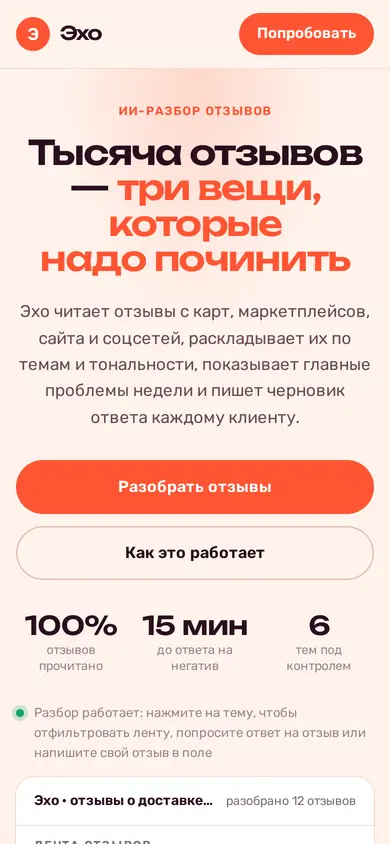 Э Эхо Попробовать
ИИ-РАЗБОР ОТЗЫВОВ
Тысяча отзывов
— три вещи,
которые
надо починить
Эхо читает отзывы с карт, маркетплейсов,
сайта и соцсетей, раскладывает их по
темам и тональности, показывает главные
проблемы недели и пишет черновик
ответа каждому клиенту.
Разобрать отзывы
Как это работает
100% 15 мин 6
отзывов до ответа на тем под
прочитано негатив контролем
Разбор работает: нажмите на тему, чтобы
отфильтровать ленту, попросите ответ на отзыв или
напишите свой отзыв в поле
Эхо • отзывы о доставке… разобрано 12 отзывов
ЛЕНТА ОТЗЫВОВ